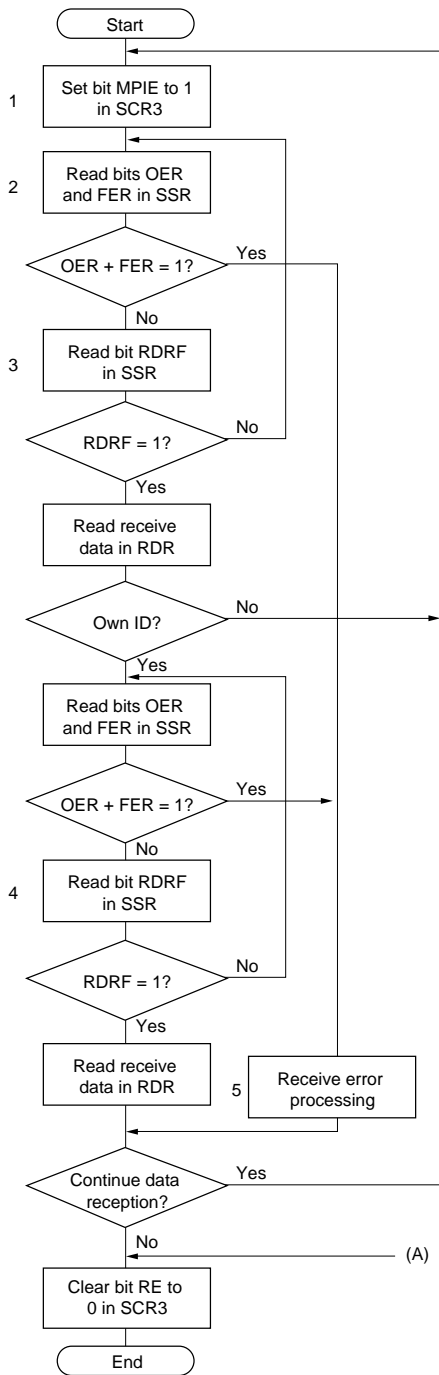 Start
1
Set bit MPIE to 1
in SCR3
2
Read bits OER
and FER in SSR
OER + FER = 1?
Yes
No
3
Read bit RDRF
in SSR
RDRF = 1?
No
Yes
Read receive
data in RDR
Own ID?
No
Yes
Read bits OER
and FER in SSR
OER + FER = 1?
Yes
No
4
Read bit RDRF
in SSR
RDRF = 1?
No
Yes
Read receive
data in RDR
5
Receive error
processing
Continue data
reception?
Yes
No
(A)
Clear bit RE to
0 in SCR3
End